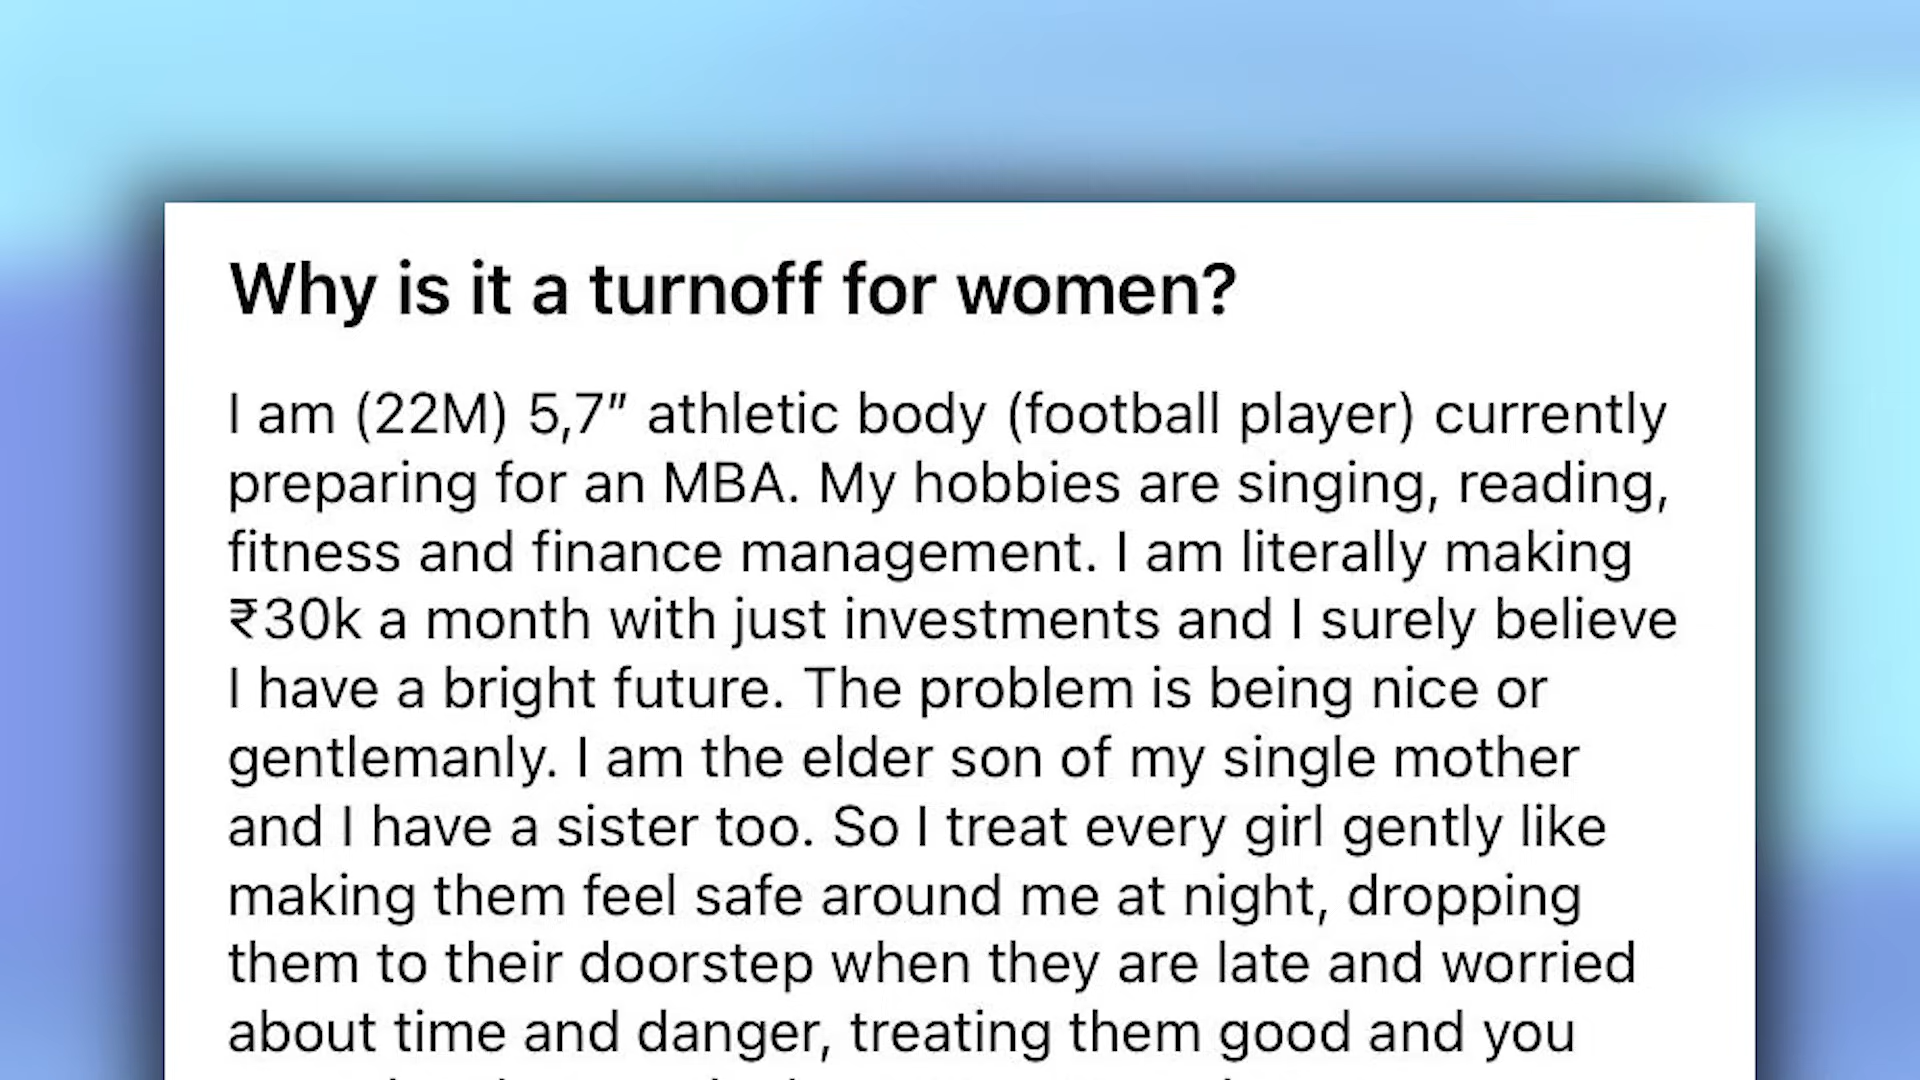 Why is it a turnoff for women?
I am (22M) 5,7” athletic body (football player) currently
preparing for an MBA. My hobbies are singing, reading,
fitness and finance management. I am literally making
₹30k a month with just investments and I surely believe
I have a bright future. The problem is being nice or
gentlemanly. I am the elder son of my single mother
and I have a sister too. So I treat every girl gently like
making them feel safe around me at night, dropping
them to their doorstep when they are late and worried
about time and danger, treating them good and you